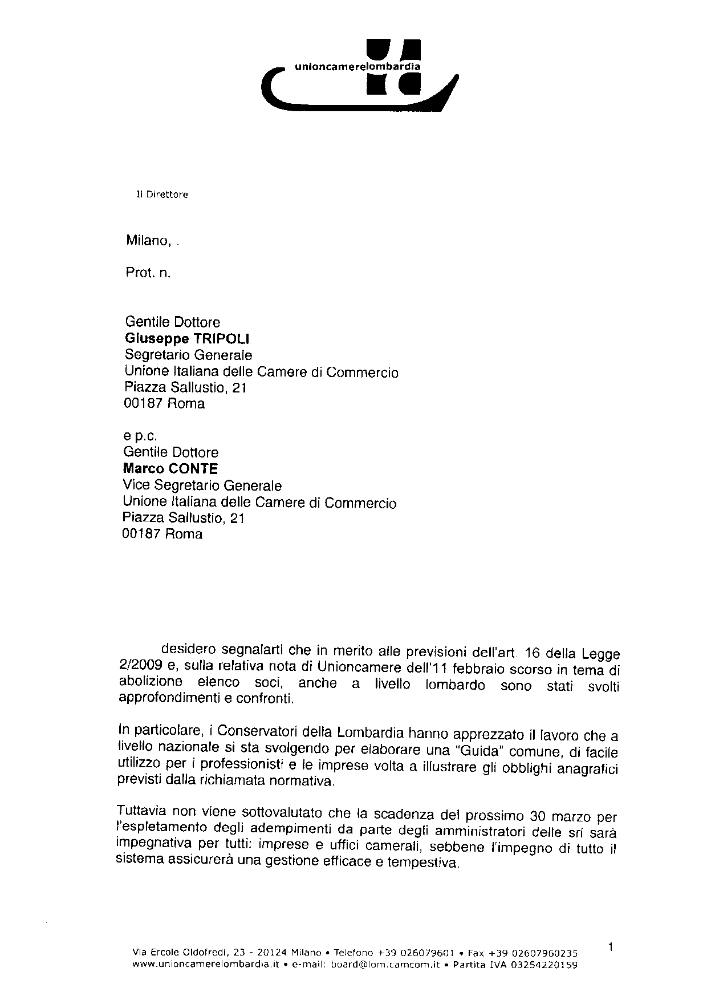 unioncamerelombardia
Il Direttore
Milano, .
Prot. n.
Gentile Dottore
Giuseppe TRIPOLI
Segretario Generale
Unione Italiana delle Camere di Commercio
Piazza Sallustio, 21
00187 Roma
e p.c.
Gentile Dottore
Marco CONTE
Vice Segretario Generale
Unione Italiana delle Camere di Commercio
Piazza Sallustio, 21
00187 Roma
desidero segnalarti che in merito alle previsioni dell'art. 16 della Legge
2/2009 e, sulla relativa nota di Unioncamere dell'11 febbraio scorso in tema di
abolizione elenco soci, anche a livello lombardo sono stati svolti
approfondimenti e confronti.
In particolare, i Conservatori della Lombardia hanno apprezzato il lavoro che a
livello nazionale si sta svolgendo per elaborare una "Guida" comune, di facile
utilizzo per i professionisti e le imprese volta a illustrare gli obblighi anagrafici
previsti dalla richiamata normativa.
Tuttavia non viene sottovalutato che la scadenza del prossimo 30 marzo per
l'espletamento degli adempimenti da parte degli amministratori delle srl sarà
impegnativa per tutti: imprese e uffici camerali, sebbene l'impegno di tutto il
sistema assicurerà una gestione efficace e tempestiva.
1
Via Ercole Oldofredi, 23 - 20124 Milano • Telefono +39 026079601 • Fax +39 02607960235
www.unioncamerelombardia.it • e-mail: board@lom.camcom.it • Partita IVA 03254220159